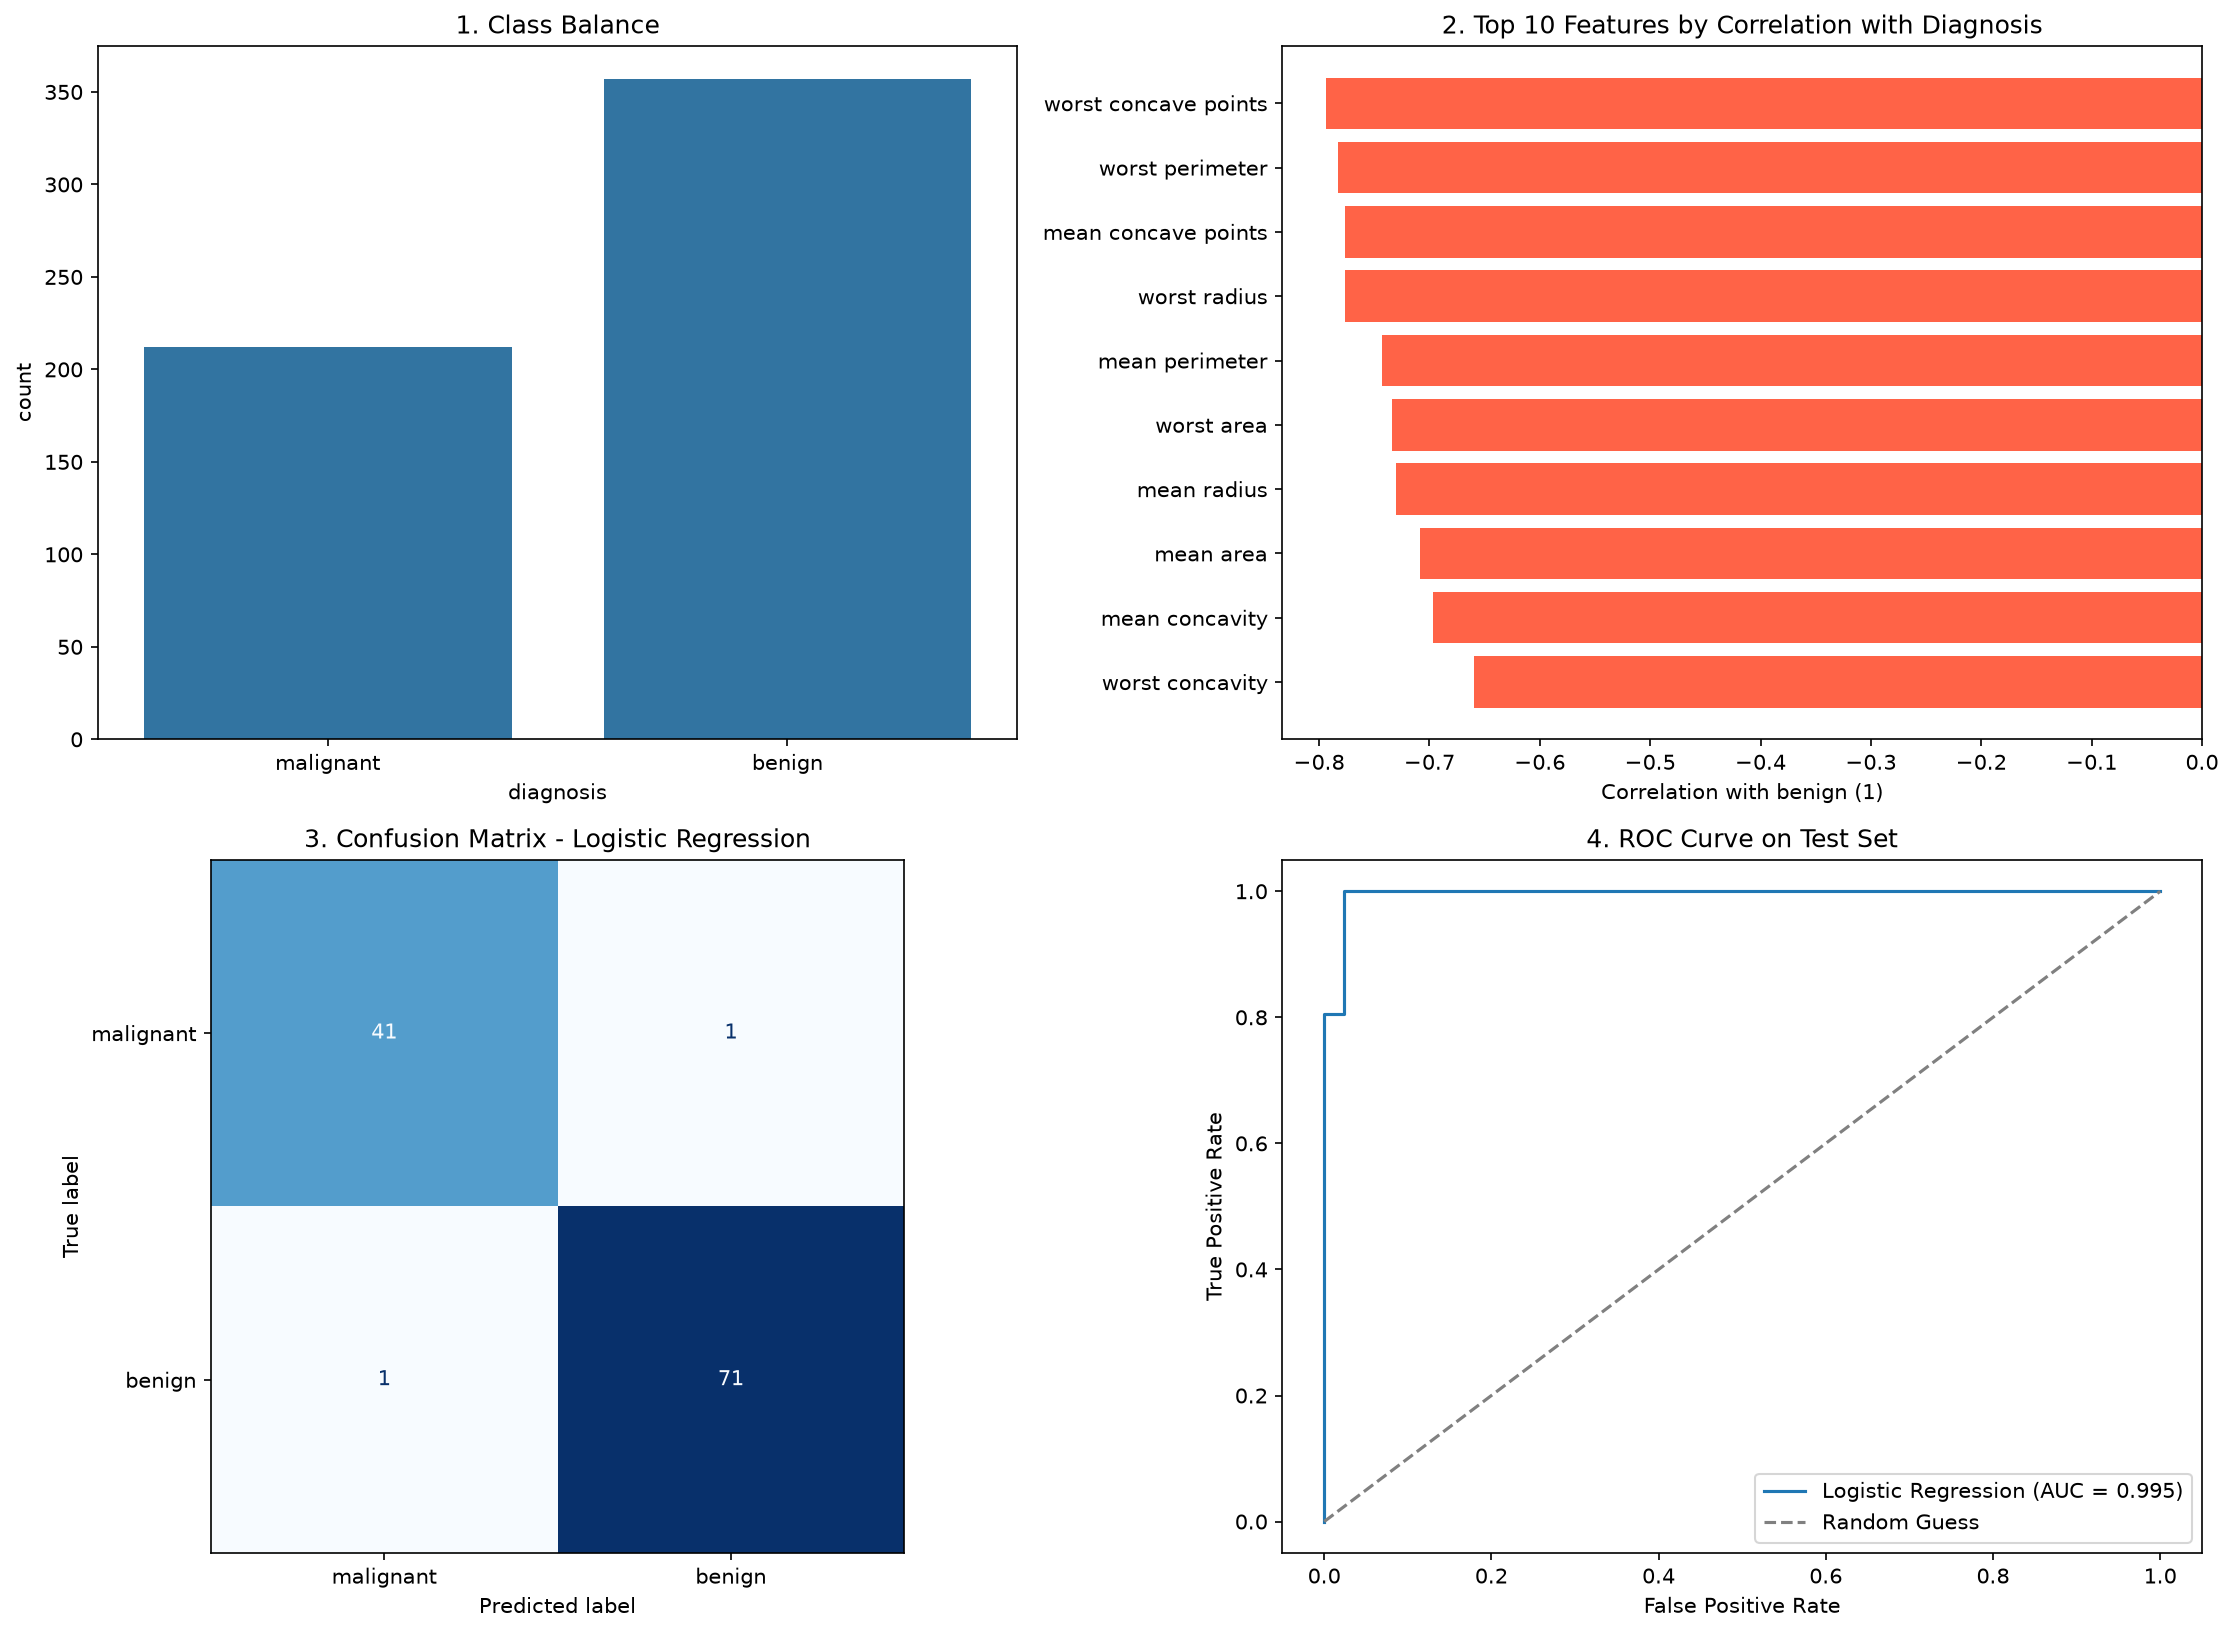 1. Class Balance
350
300
250
200
150
100
50
0
count
malignant
benign
diagnosis
2. Top 10 Features by Correlation with Diagnosis
worst concave points
worst perimeter
mean concave points
worst radius
mean perimeter
worst area
mean radius
mean area
mean concavity
worst concavity
−0.8
−0.7
−0.6
−0.5
−0.4
−0.3
−0.2
−0.1
0.0
Correlation with benign (1)
3. Confusion Matrix - Logistic Regression
malignant
41
1
True label
benign
1
71
malignant
benign
Predicted label
4. ROC Curve on Test Set
1.0
0.8
0.6
0.4
0.2
0.0
True Positive Rate
Logistic Regression (AUC = 0.995)
Random Guess
0.0
0.2
0.4
0.6
0.8
1.0
False Positive Rate